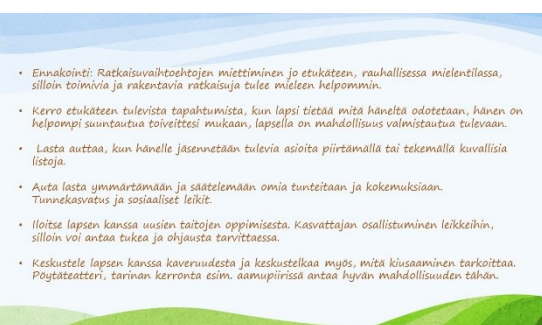 • Ennakointi: Ratkaisuvaihtoehtojen miettiminen jo etukäteen, rauhallisessa mielentilassa,
silloin toimivia ja rakentavia ratkaisuja tulee mieleen helpommin.
• Kerro etukäteen tulevista tapahtumista, kun lapsi tietää mitä häneltä odotetaan, hänen on
helpompi suuntautua toiveittesi mukaan, lapsella on mahdollisuus valmistautua tulevaan.
• Lasta auttaa, kun hänelle jäsennetään tulevia asioita piirtämällä tai tekemällä kuvallisia
listoja.
• Auta lasta ymmärtämään ja säätelemään omia tunteitaan ja kokemuksiaan.
Tunnekasvatus ja sosiaaliset leikit.
• Iloitse lapsen kanssa uusien taitojen oppimisesta. Kasvattajan osallistuminen leikkeihin,
silloin voi antaa tukea ja ohjausta tarvittaessa.
• Keskustele lapsen kanssa kaveruudesta ja keskustelkaa myös, mitä kiusaaminen tarkoittaa.
Pöytäteatteri, tarinan kerronta esim. aamupiirissä antaa hyvän mahdollisuuden tähän.